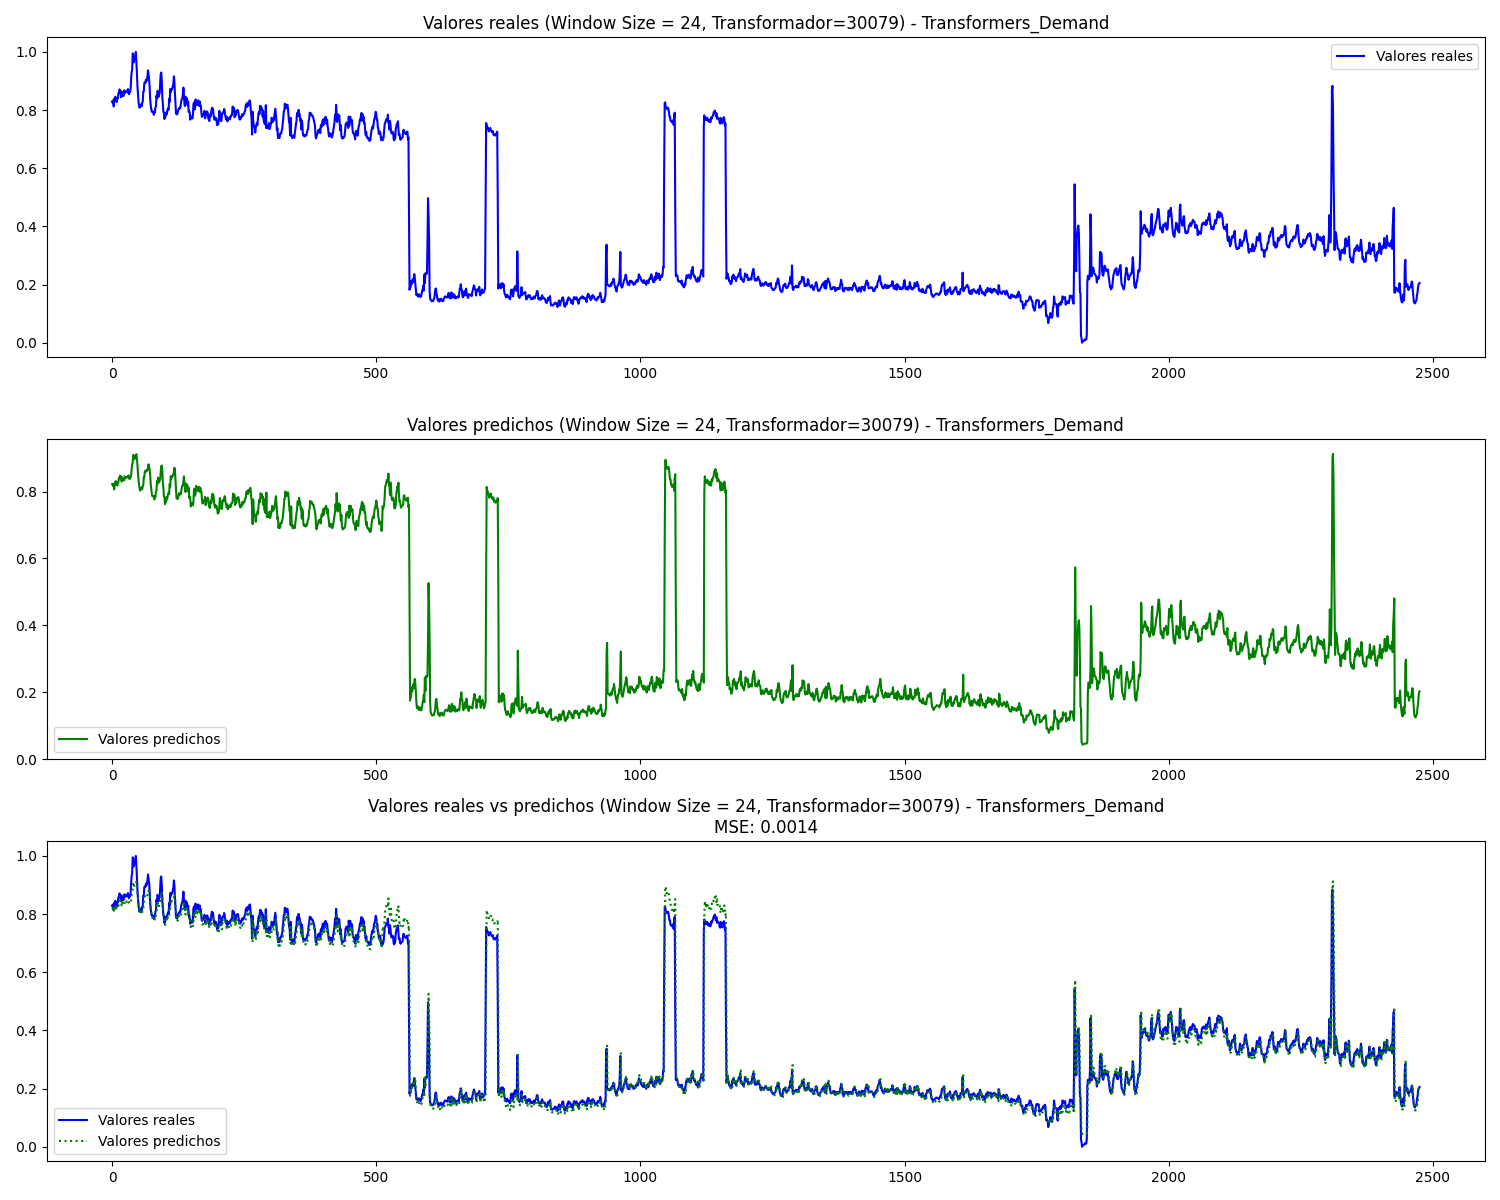 Valores reales (Window Size = 24, Transformador=30079) - Transformers_Demand
1.0
0.8
0.6
0.4
0.2
0.0
Valores reales
0 500 1000 1500 2000 2500
Valores predichos (Window Size = 24, Transformador=30079) - Transformers_Demand
0.8
0.6
0.4
0.2
0.0
Valores predichos
0 500 1000 1500 2000 2500
Valores reales vs predichos (Window Size = 24, Transformador=30079) - Transformers_Demand
MSE: 0.0014
1.0
0.8
0.6
0.4
0.2
0.0
Valores reales
Valores predichos
0 500 1000 1500 2000 2500